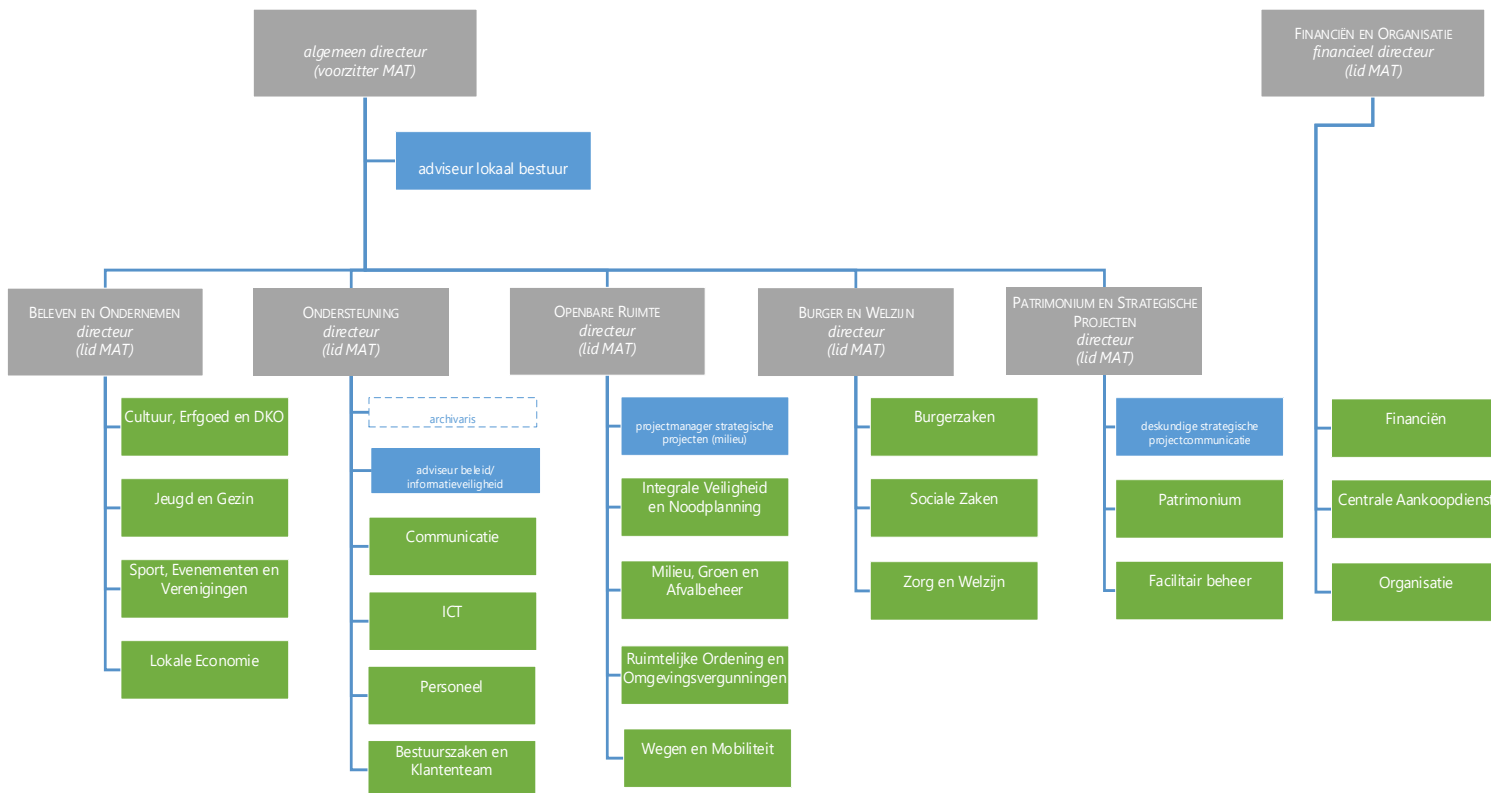 algemeen directeur
(voorzitter MAT)
FINANCIËN EN ORGANISATIE
financieel directeur
(lid MAT)
adviseur lokaal bestuur
BELEVEN EN ONDERNEMEN
directeur
(lid MAT)
ONDERSTEUNING
directeur
(lid MAT)
OPENBARE RUIMTE
directeur
(lid MAT)
BURGER EN WELZIJN
directeur
(lid MAT)
PATRIMONIUM EN STRATEGISCHE
PROJECTEN
directeur
(lid MAT)
Cultuur, Erfgoed en DKO
Jeugd en Gezin
Sport, Evenementen en
Verenigingen
Lokale Economie
archivaris
adviseur beleid/
informatieveiligheid
Communicatie
ICT
Personeel
Bestuurszaken en
Klantenteam
projectmanager strategische
projecten (milieu)
Integrale Veiligheid
en Noodplanning
Milieu, Groen en
Afvalbeheer
Ruimtelijke Ordening en
Omgevingsvergunningen
Wegen en Mobiliteit
Burgerzaken
Sociale Zaken
Zorg en Welzijn
deskundige strategische
projectcommunicatie
Patrimonium
Facilitair beheer
Financiën
Centrale Aankoopdienst
Organisatie